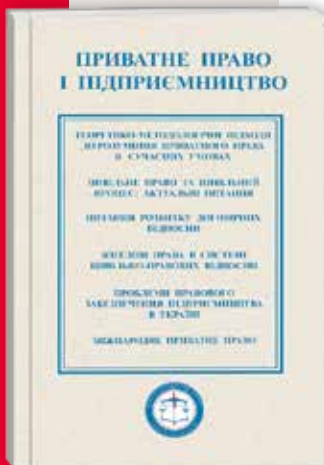 ПРИВАТНЕ ПРАВО
І ПІДПРИЄМНИЦТВО
ТЕОРЕТИКО-МЕТОДОЛОГІЧНІ ПІДХОДИ
ДО РОЗУМІННЯ ПРИВАТНОГО ПРАВА
В СУЧАСНИХ УМОВАХ
ЦИВІЛЬНЕ ПРАВО ТА ЦИВІЛЬНИЙ
ПРОЦЕС: АКТУАЛЬНІ ПИТАННЯ
ПИТАННЯ РОЗВИТКУ ДОГОВІРНИХ
ВІДНОСИН
ЖИТЛОВІ ПРАВА В СИСТЕМІ
ЦИВІЛЬНО-ПРАВОВИХ ВІДНОСИН
ПРОБЛЕМИ ПРАВОВОГО
ЗАБЕЗПЕЧЕННЯ ПІДПРИЄМНИЦТВА
В УКРАЇНІ
МІЖНАРОДНЕ ПРИВАТНЕ ПРАВО